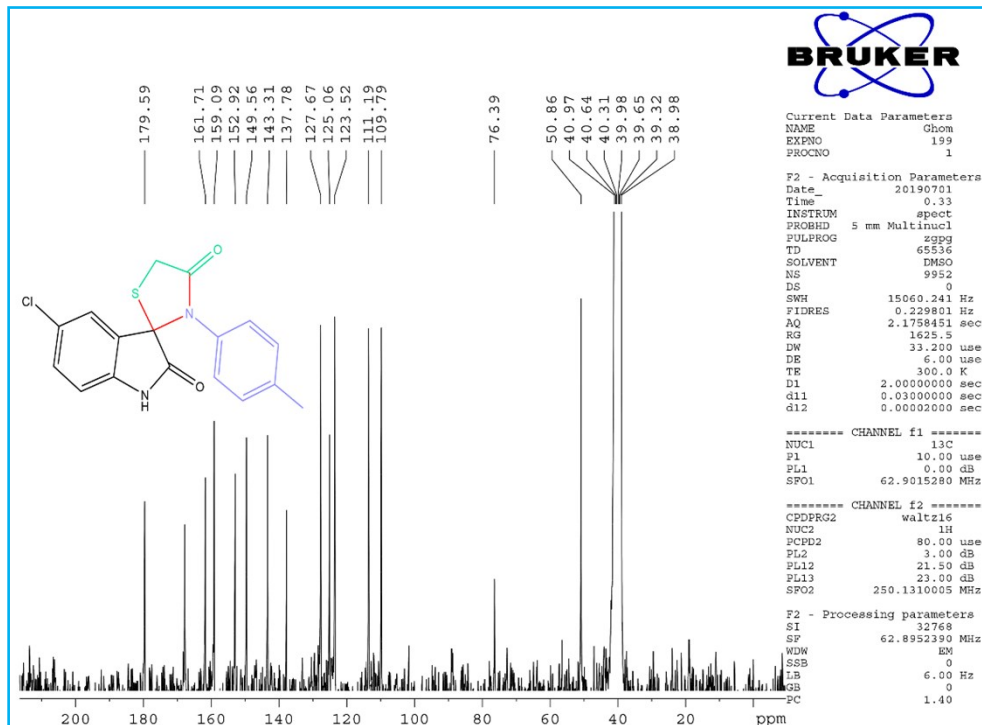 BRUKER
179.59
161.71
159.09
152.92
149.56
143.31
137.78
127.67
125.06
123.52
111.19
109.79
76.39
50.86
40.97
40.64
40.31
39.98
39.65
39.32
38.98
O
S
N
Cl
O
N
H
200 180 160 140 120 100 80 60 40 20 ppm
Current Data Parameters
NAME Ghom
EXPNO 199
PROCNO 1
F2 - Acquisition Parameters
Date_ 20190701
Time 0.33
INSTRUM spect
PROBHD 5 mm Multinucl
PULPROG zgpg
TD 65536
SOLVENT DMSO
NS 9952
DS 0
SWH 15060.241 Hz
FIDRES 0.229801 Hz
AQ 2.1758451 sec
RG 1625.5
DW 33.200 use
DE 6.00 use
TE 300.0 K
D1 2.00000000 sec
d11 0.03000000 sec
d12 0.00002000 sec
======== CHANNEL f1 =======
NUC1 13C
P1 10.00 use
PL1 0.00 dB
SFO1 62.9015280 MHz
======== CHANNEL f2 =======
CPDPRG2 waltz16
NUC2 1H
PCPD2 80.00 use
PL2 3.00 dB
PL12 21.50 dB
PL13 23.00 dB
SFO2 250.1310005 MHz
F2 - Processing parameters
SI 32768
SF 62.8952390 MHz
WDW EM
SSB 0
LB 6.00 Hz
GB 0
PC 1.40